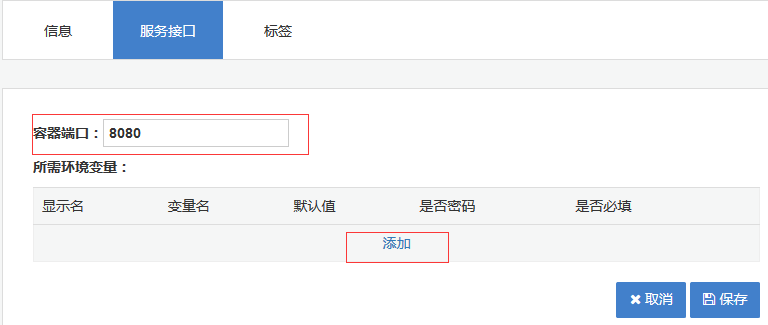 信息 服务接口 标签
容器端口：8080
所需环境变量：
显示名 变量名 默认值 是否密码 是否必填
添加
取消 保存